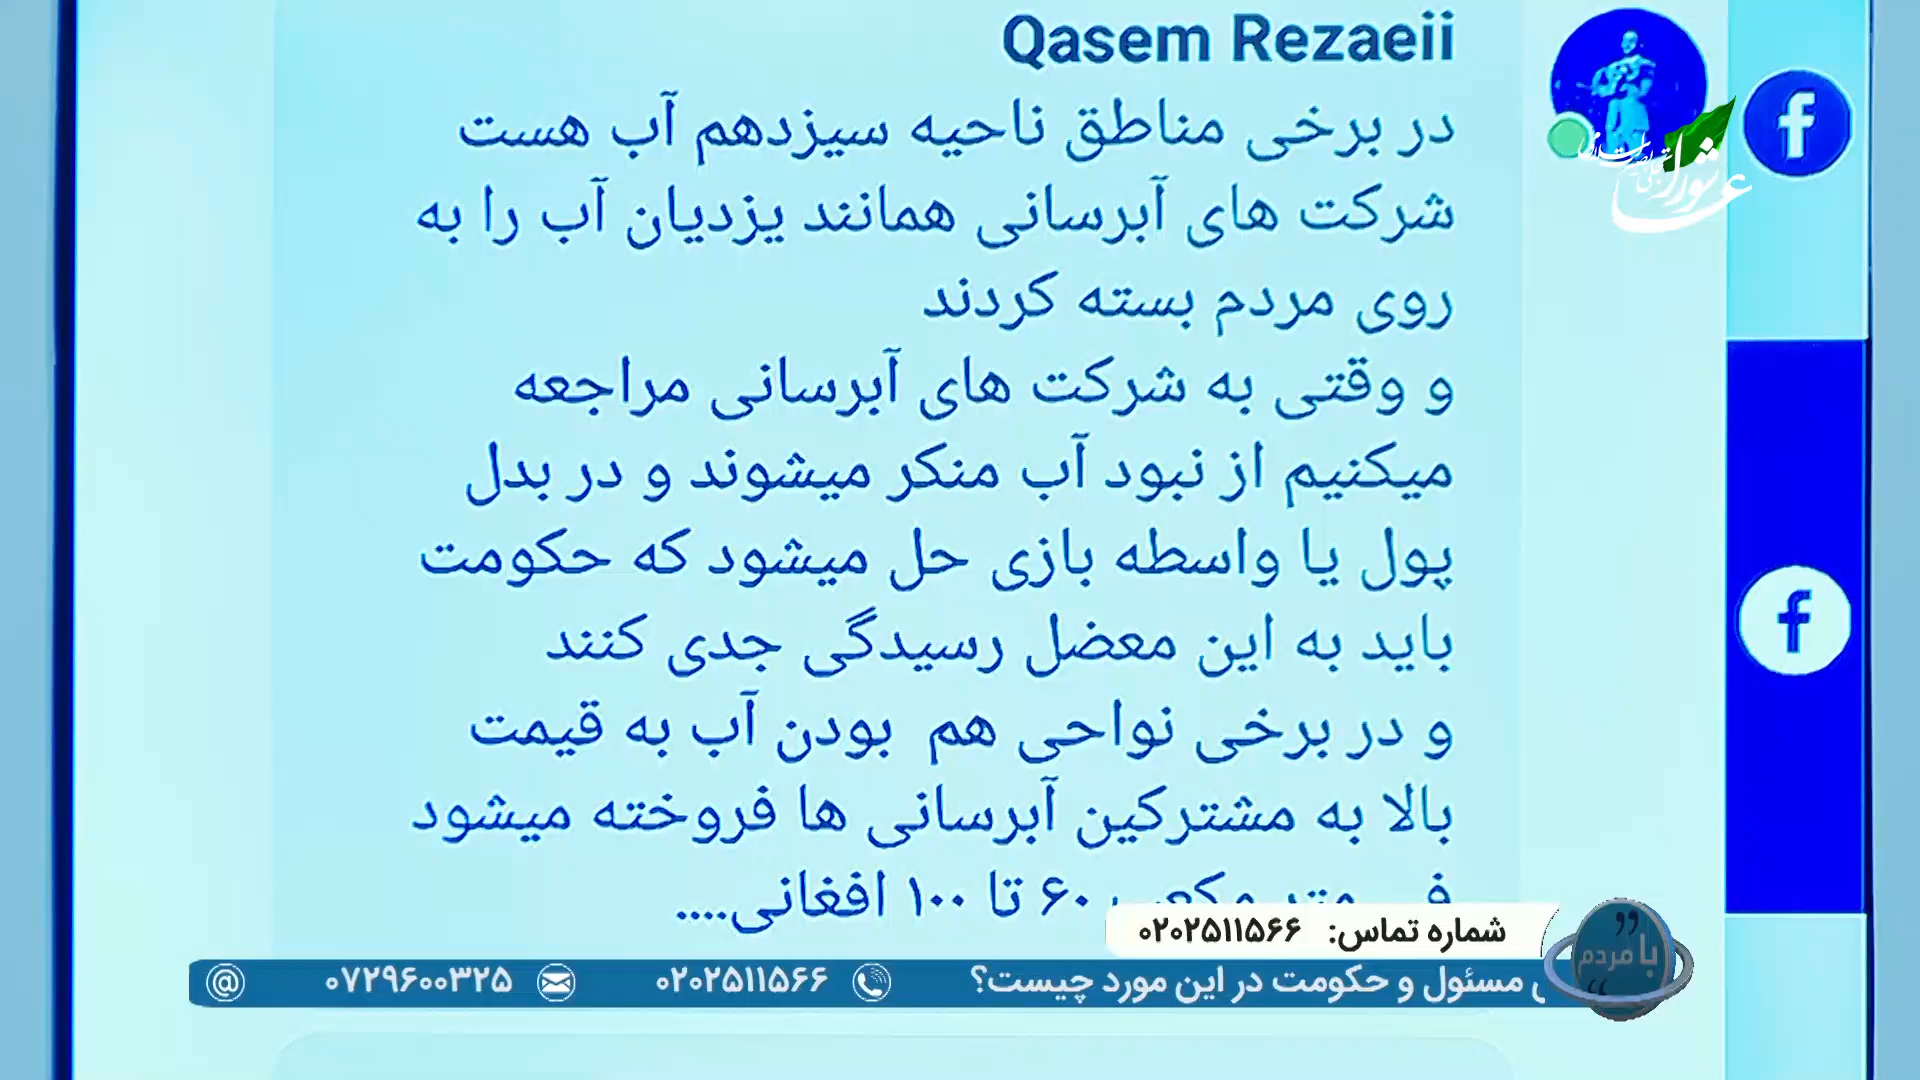 Qasem Rezaeii
در برخی مناطق ناحیه سیزدهم آب هست
شرکت های آبرسانی همانند یزدیان آب را به
روی مردم بسته کردند
و وقتی به شرکت های آبرسانی مراجعه
میکنیم از نبود آب منکر میشوند و در بدل
پول یا واسطه بازی حل میشود که حکومت
باید به این معضل رسیدگی جدی کنند
و در برخی نواحی هم بودن آب به قیمت
بالا به مشترکین آبرسانی ها فروخته میشود
۶۰ تا ۱۰۰ افغانی....
شماره تماس: ۰۲۰۲۵۱۱۵۶۶
مسئول و حکومت در این مورد چیست؟ ۰۲۰۲۵۱۱۵۶۶ ۰۷۲۹۶۰۰۳۲۵
با مردم
عاشورا